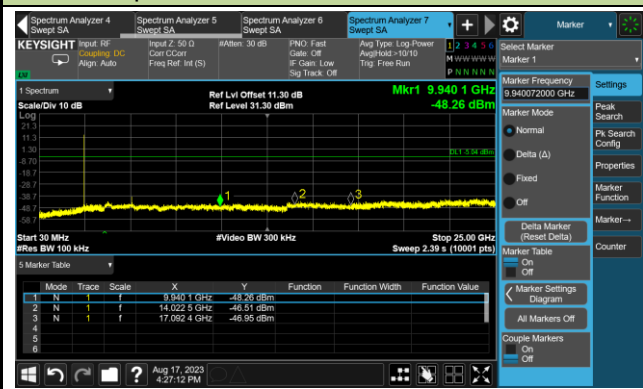 Spectrum Analyzer 4
Swept SA
Spectrum Analyzer 5
Swept SA
Spectrum Analyzer 6
Swept SA
Spectrum Analyzer 7
Swept SA
Marker
KEYSIGHT
Input: RF
Coupling: DC
Align: Auto
Input Z: 50 Ω
Corr CCorr
Freq Ref: Int (S)
#Atten: 30 dB
PNO: Fast
Gate: Off
IF Gain: Low
Sig Track: Off
Avg Type: Log-Power
Avg|Hold:>10/10
Trig: Free Run
1 2 3 4 5 6
M W W W W W
P N N N N N
LXI
Select Marker
Marker 1
1 Spectrum
Scale/Div 10 dB
Log
Ref Lvl Offset 11.30 dB
Ref Level 31.30 dBm
Mkr1 9.940 1 GHz
-48.26 dBm
21.3
11.3
1.30
-8.70
-18.7
-28.7
-38.7
-48.7
-58.7
DL1 -5.04 dBm
1
2
3
Start 30 MHz
#Res BW 100 kHz
#Video BW 300 kHz
Stop 25.00 GHz
Sweep 2.39 s (10001 pts)
5 Marker Table
Mode Trace Scale X Y Function Function Width Function Value
1 N 1 f 9.940 1 GHz -48.26 dBm
2 N 1 f 14.022 5 GHz -46.51 dBm
3 N 1 f 17.092 4 GHz -46.95 dBm
4
5
6
Marker Frequency
9.940072000 GHz
Marker Mode
Normal
Delta (Δ)
Fixed
Off
Delta Marker
(Reset Delta)
Marker Table
On
Off
Marker Settings
Diagram
All Markers Off
Couple Markers
On
Off
Settings
Peak
Search
Pk Search
Config
Properties
Marker
Function
Marker→
Counter
?
Aug 17, 2023
4:27:12 PM